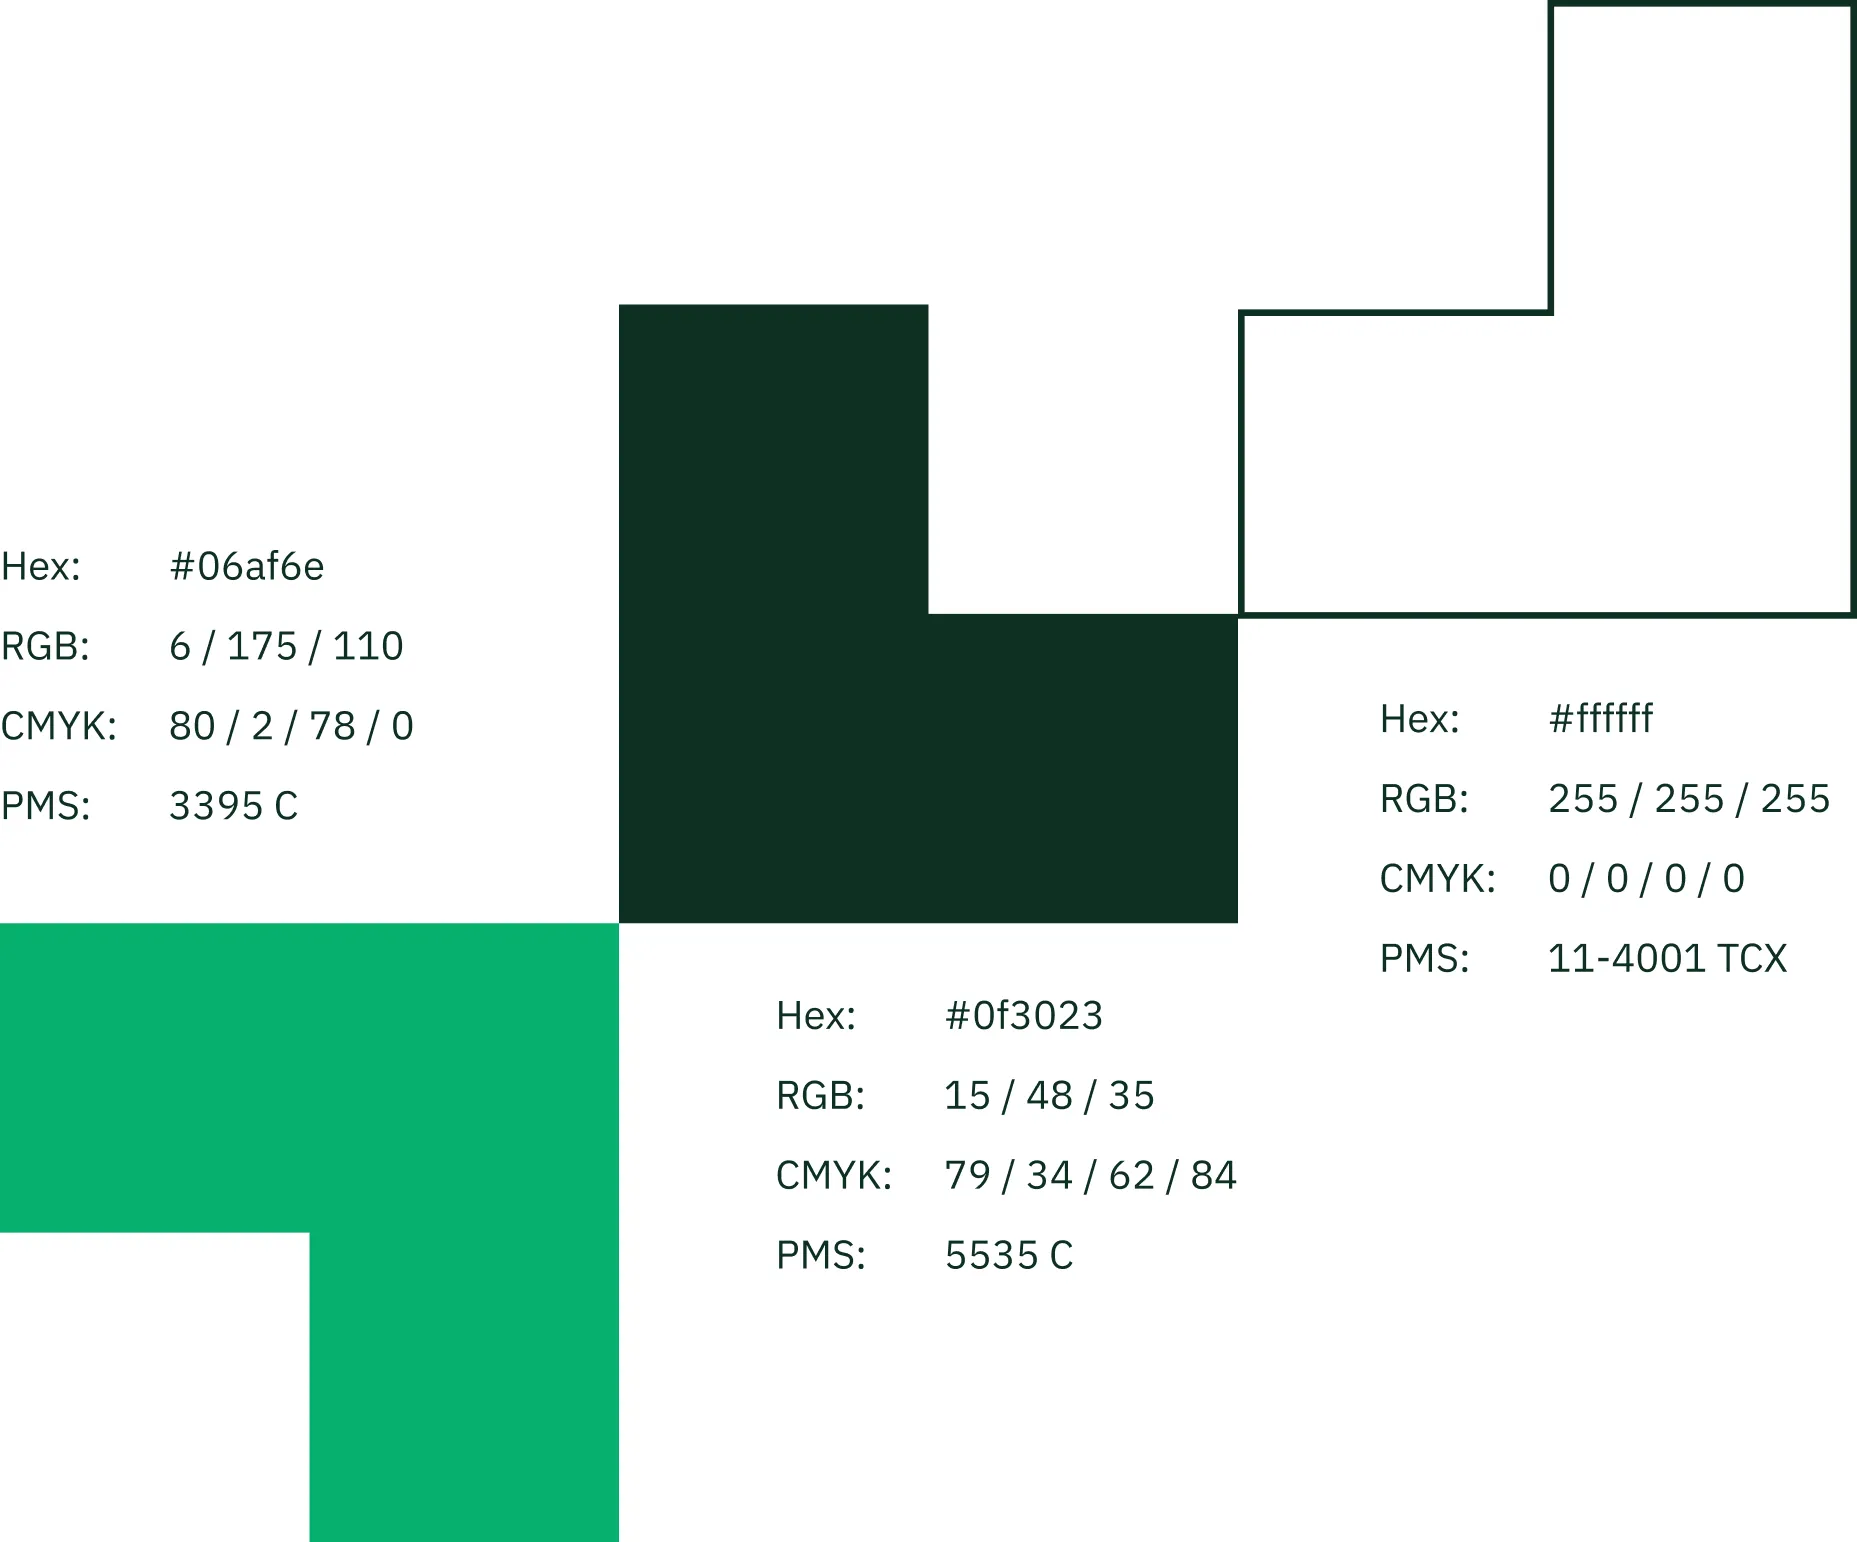 Hex: #06af6e
RGB: 6 / 175 / 110
CMYK: 80 / 2 / 78 / 0
PMS: 3395 C
Hex: #0f3023
RGB: 15 / 48 / 35
CMYK: 79 / 34 / 62 / 84
PMS: 5535 C
Hex: #ffffff
RGB: 255 / 255 / 255
CMYK: 0 / 0 / 0 / 0
PMS: 11-4001 TCX